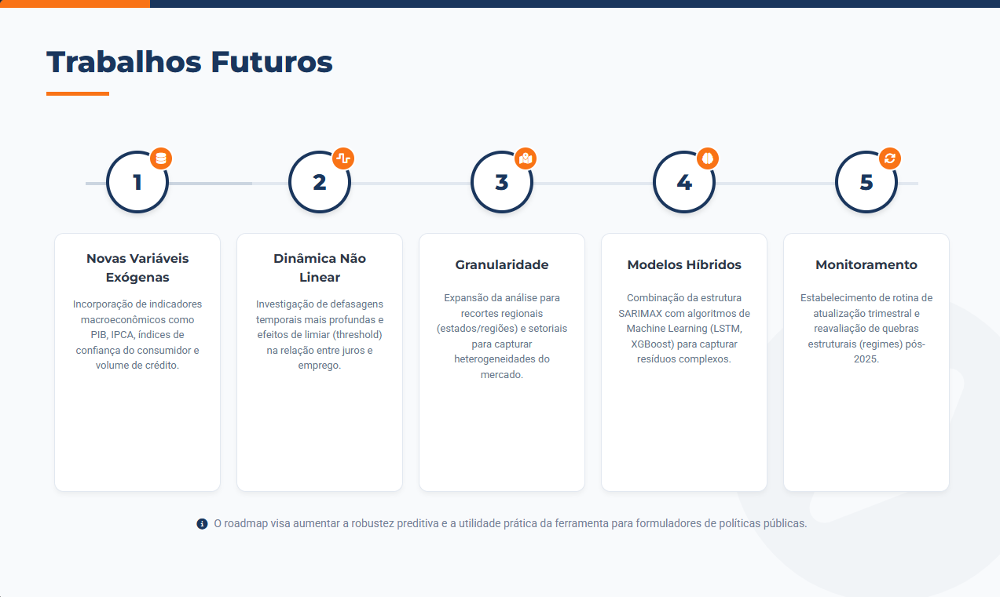 Trabalhos Futuros
1
2
3
4
5
Novas Variáveis
Exógenas
Incorporação de indicadores
macroeconômicos como
PIB, IPCA, índices de
confiança do consumidor e
volume de crédito.
Dinâmica Não
Linear
Investigação de defasagens
temporais mais profundas e
efeitos de limiar (threshold)
na relação entre juros e
emprego.
Granularidade
Expansão da análise para
recortes regionais
(estados/regiões) e setoriais
para capturar
heterogeneidades do
mercado.
Modelos Híbridos
Combinação da estrutura
SARIMAX com algoritmos de
Machine Learning (LSTM,
XGBoost) para capturar
resíduos complexos.
Monitoramento
Estabelecimento de rotina de
atualização trimestral e
reavaliação de quebras
estruturais (regimes) pós-
2025.
O roadmap visa aumentar a robustez preditiva e a utilidade prática da ferramenta para formuladores de políticas públicas.